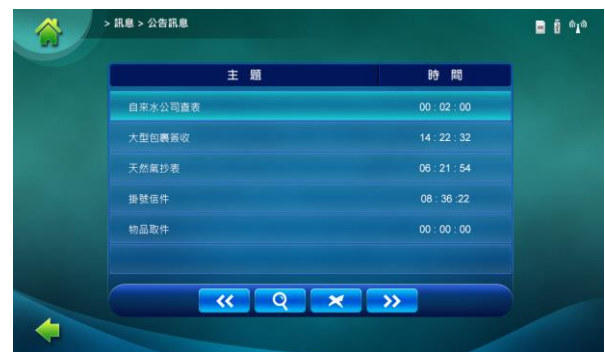 > 訊息 > 公告訊息
主 題 時 間
自來水公司查表 00 : 02 : 00
大型包裹簽收 14 : 22 : 32
天然氣抄表 06 : 21 : 54
掛號信件 08 : 36 :22
物品取件 00 : 00 : 00